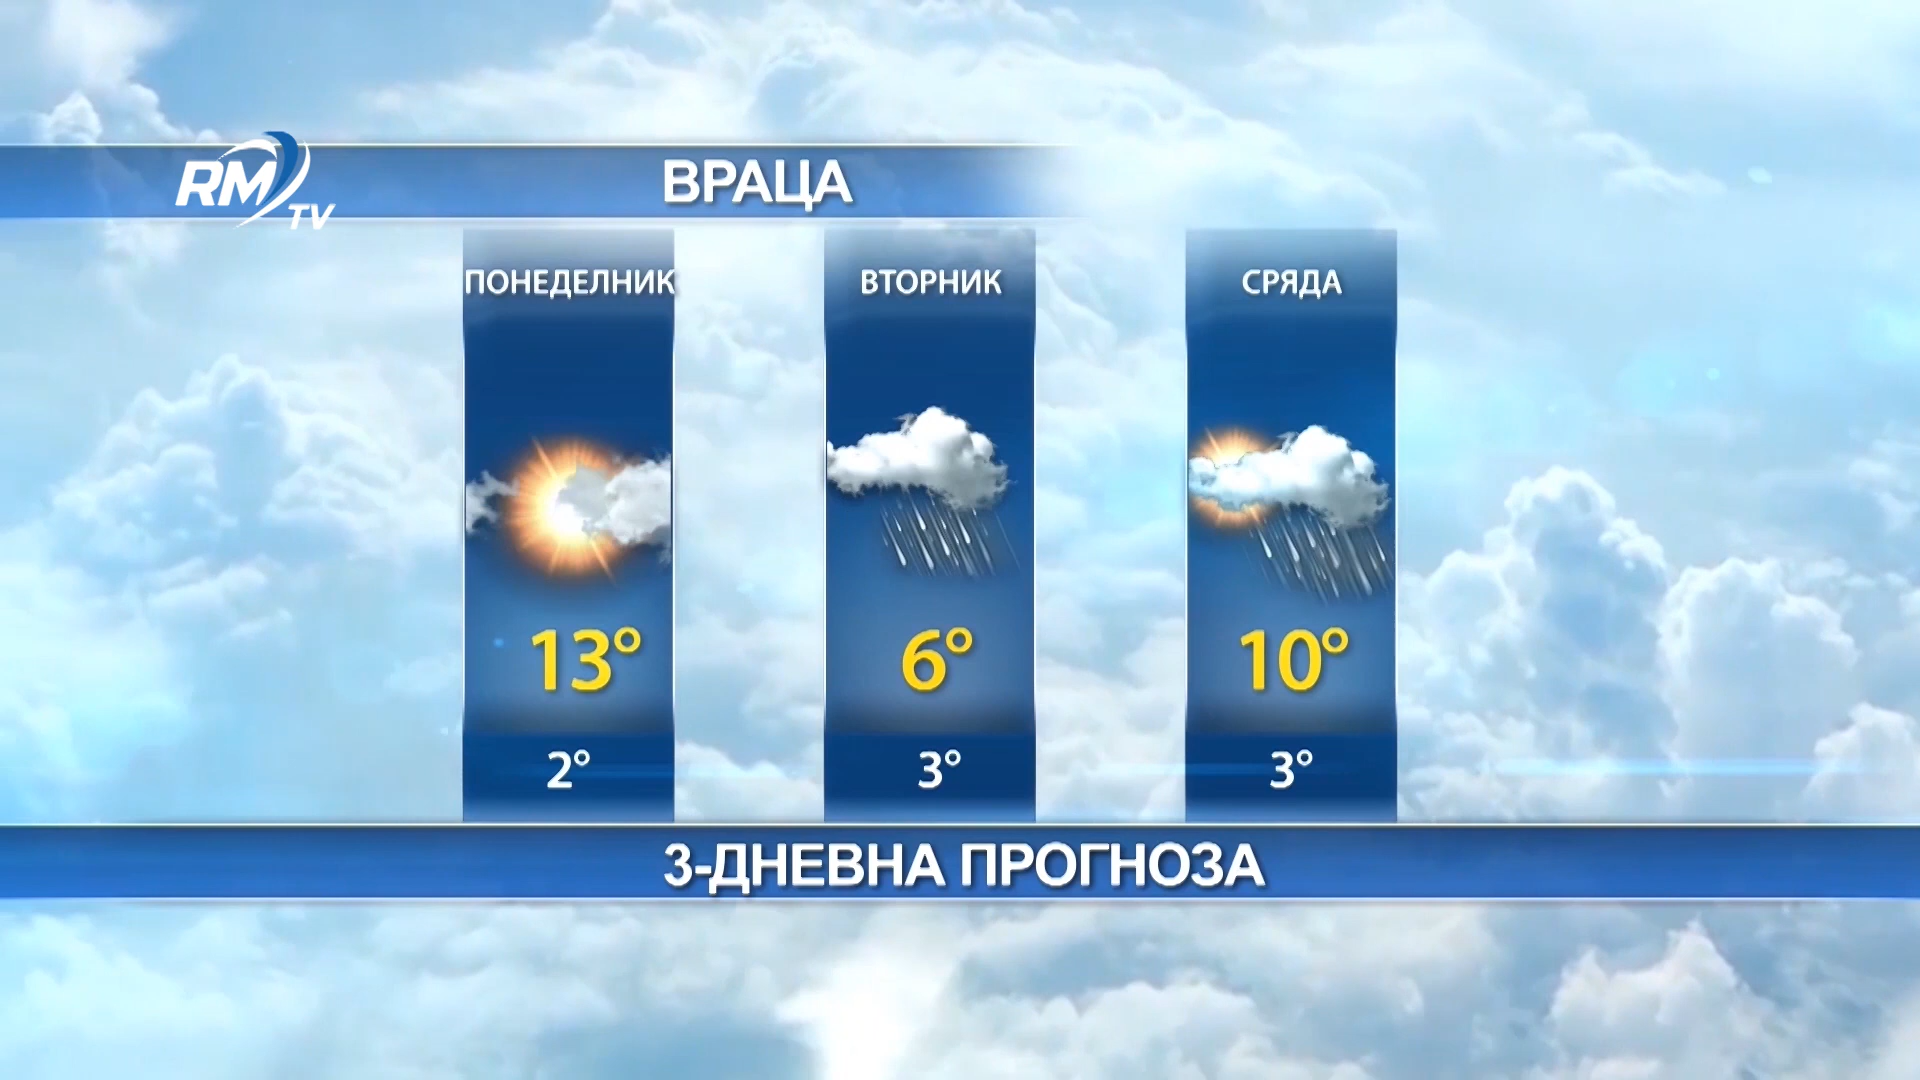 RM TV
ВРАЦА
ПОНЕДЕЛНИК ВТОРНИК СРЯДА
13° 6° 10°
2° 3° 3°
3-ДНЕВНА ПРОГНОЗА